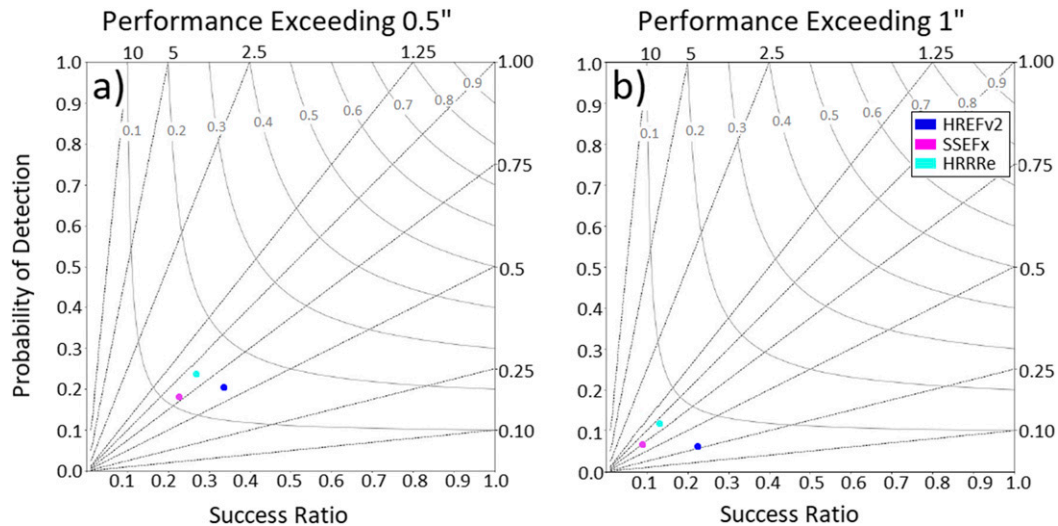 Performance Exceeding 0.5"
10 5 2.5 1.25 1.00
a)
0.1 0.2 0.3 0.4 0.5 0.6 0.7 0.8 0.9
0.75
0.5
0.25
0.10
Probability of Detection
1.0
0.9
0.8
0.7
0.6
0.5
0.4
0.3
0.2
0.1
0.0
0.1 0.2 0.3 0.4 0.5 0.6 0.7 0.8 0.9 1.0
Success Ratio
Performance Exceeding 1"
10 5 2.5 1.25 1.00
b)
0.1 0.2 0.3 0.4 0.5 0.6 0.7 0.8 0.9
HREFv2
SSEFx
HRRRe
0.75
0.5
0.25
0.10
1.0
0.9
0.8
0.7
0.6
0.5
0.4
0.3
0.2
0.1
0.0
0.1 0.2 0.3 0.4 0.5 0.6 0.7 0.8 0.9 1.0
Success Ratio